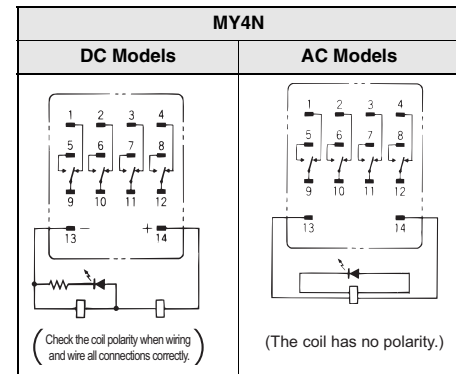 MY4N
DC Models
AC Models
1 2 3 4
5 6 7 8
9 10 11 12
13 − + 14
(Check the coil polarity when wiring
and wire all connections correctly.)
1 2 3 4
5 6 7 8
9 10 11 12
13 14
(The coil has no polarity.)